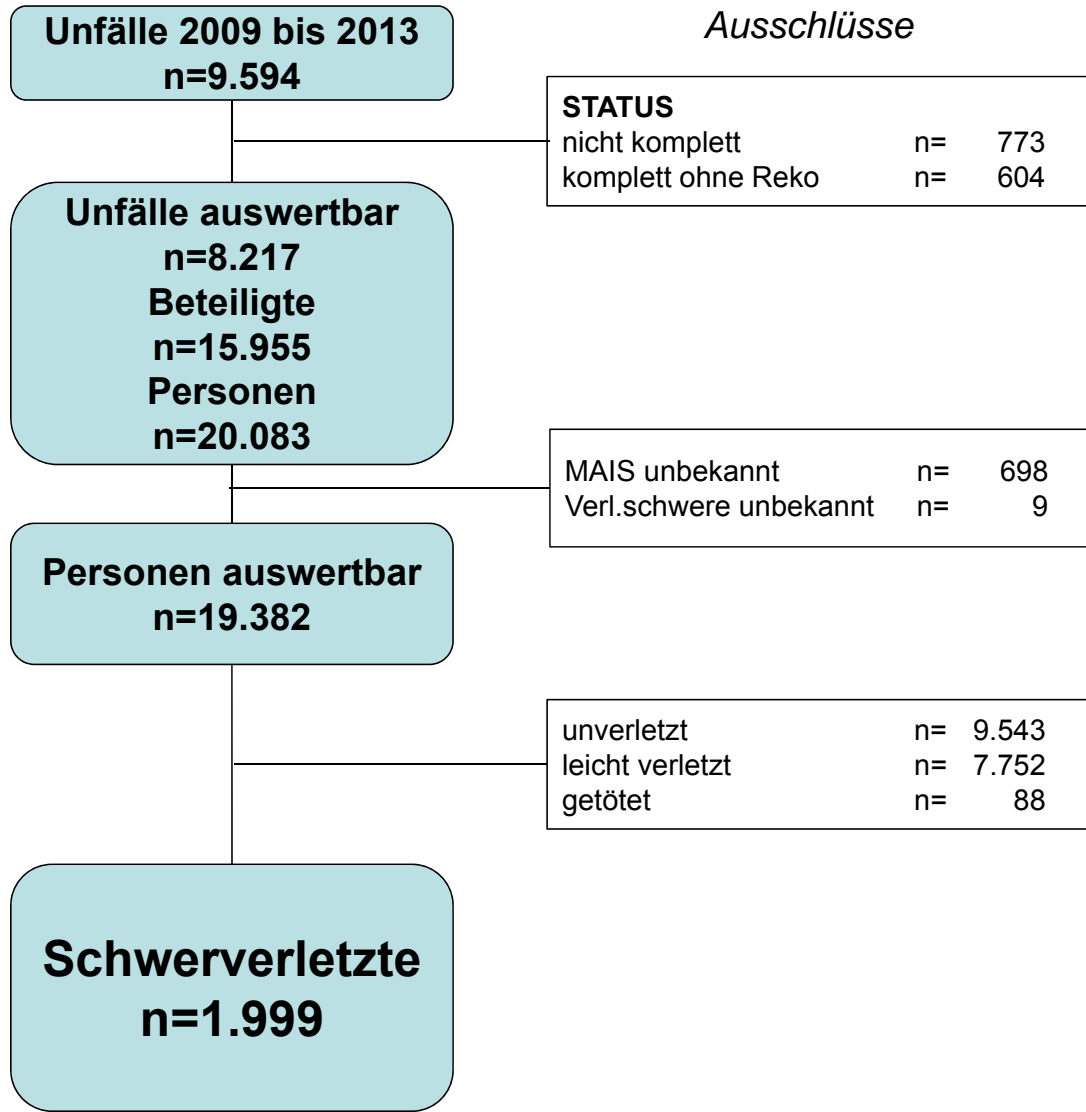 Unfälle 2009 bis 2013
n=9.594
Ausschlüsse
STATUS
nicht komplett n= 773
komplett ohne Reko n= 604
Unfälle auswertbar
n=8.217
Beteiligte
n=15.955
Personen
n=20.083
MAIS unbekannt n= 698
Verl.schwere unbekannt n= 9
Personen auswertbar
n=19.382
unverletzt n= 9.543
leicht verletzt n= 7.752
getötet n= 88
Schwerverletzte
n=1.999